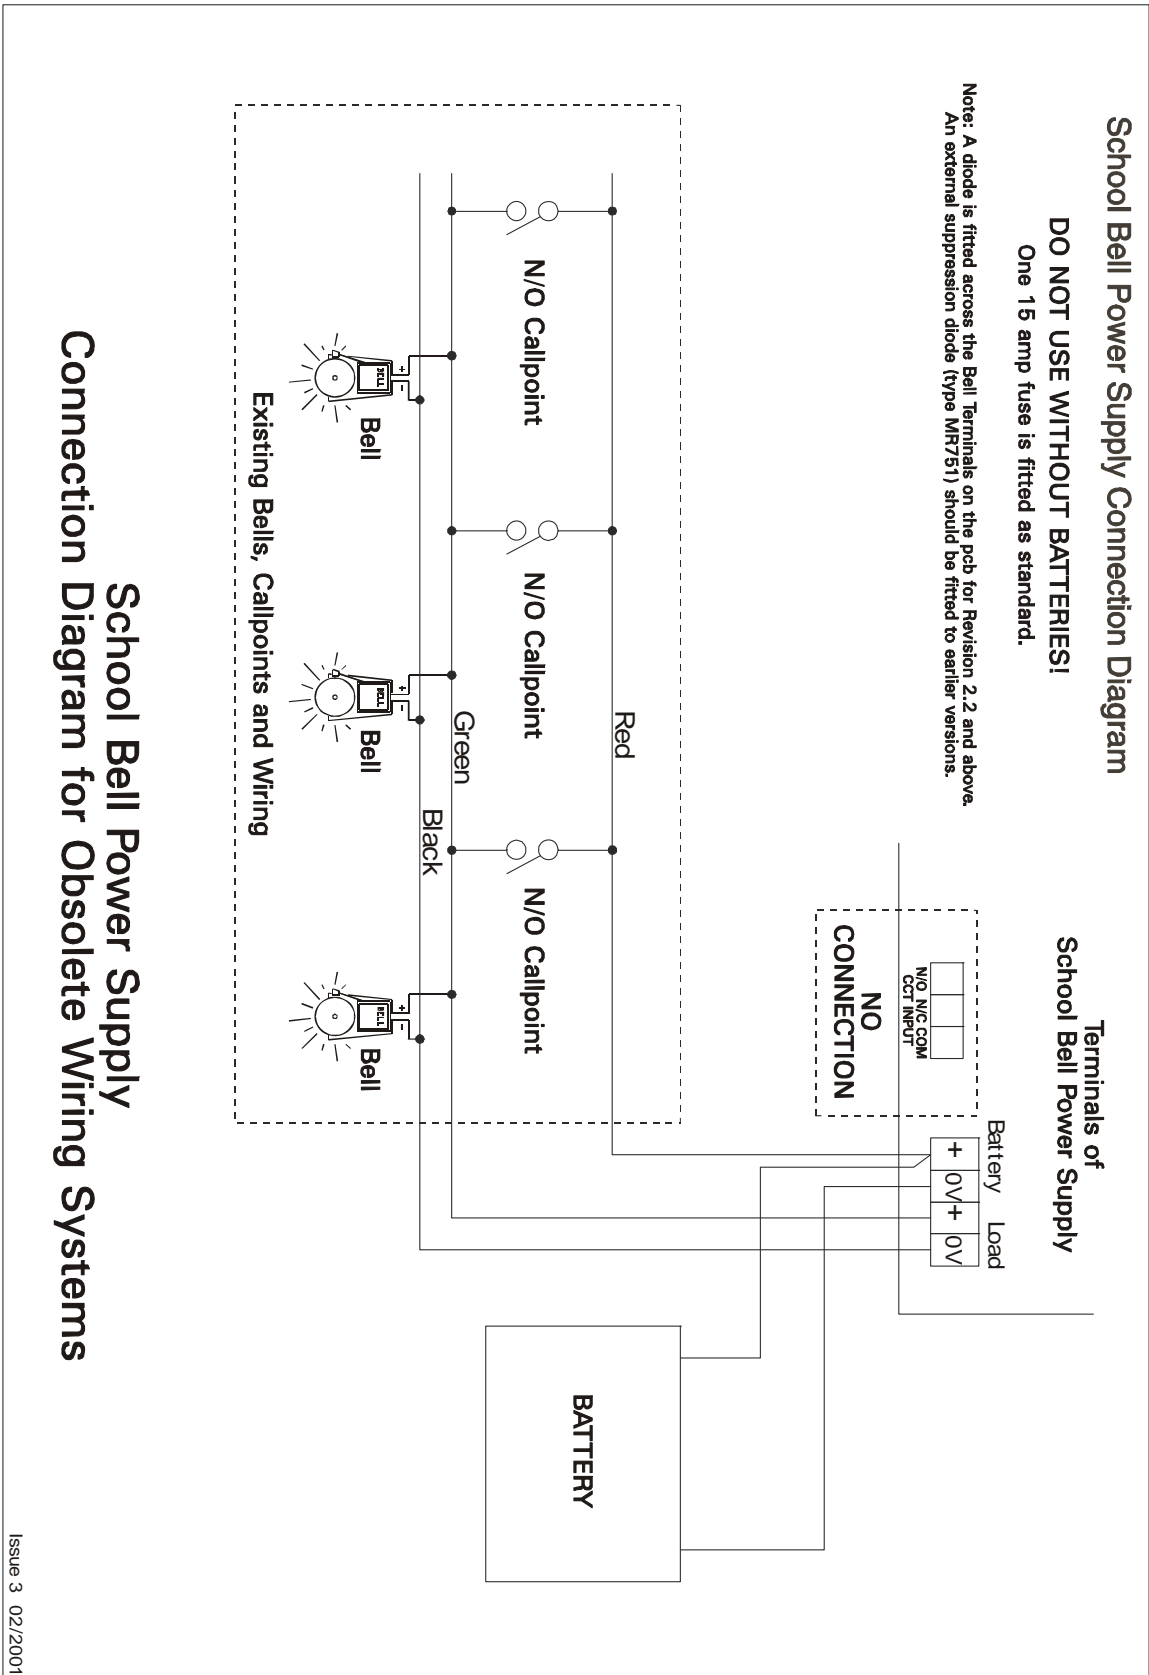 School Bell Power Supply Connection Diagram
DO NOT USE WITHOUT BATTERIES!
One 15 amp fuse is fitted as standard.
Note: A diode is fitted across the Bell Terminals on the pcb for Revision 2.2 and above.
An external suppression diode (type MR751) should be fitted to earlier versions.
Terminals of
School Bell Power Supply
Battery Load
+ 0V + 0V
N/O N/C COM
CCT INPUT
NO
CONNECTION
Red
N/O Callpoint
N/O Callpoint
N/O Callpoint
Green
Black
+ -
+ -
+ -
BELL
BELL
BELL
Bell
Bell
Bell
Existing Bells, Callpoints and Wiring
BATTERY
School Bell Power Supply
Connection Diagram for Obsolete Wiring Systems
Issue 3 02/2001